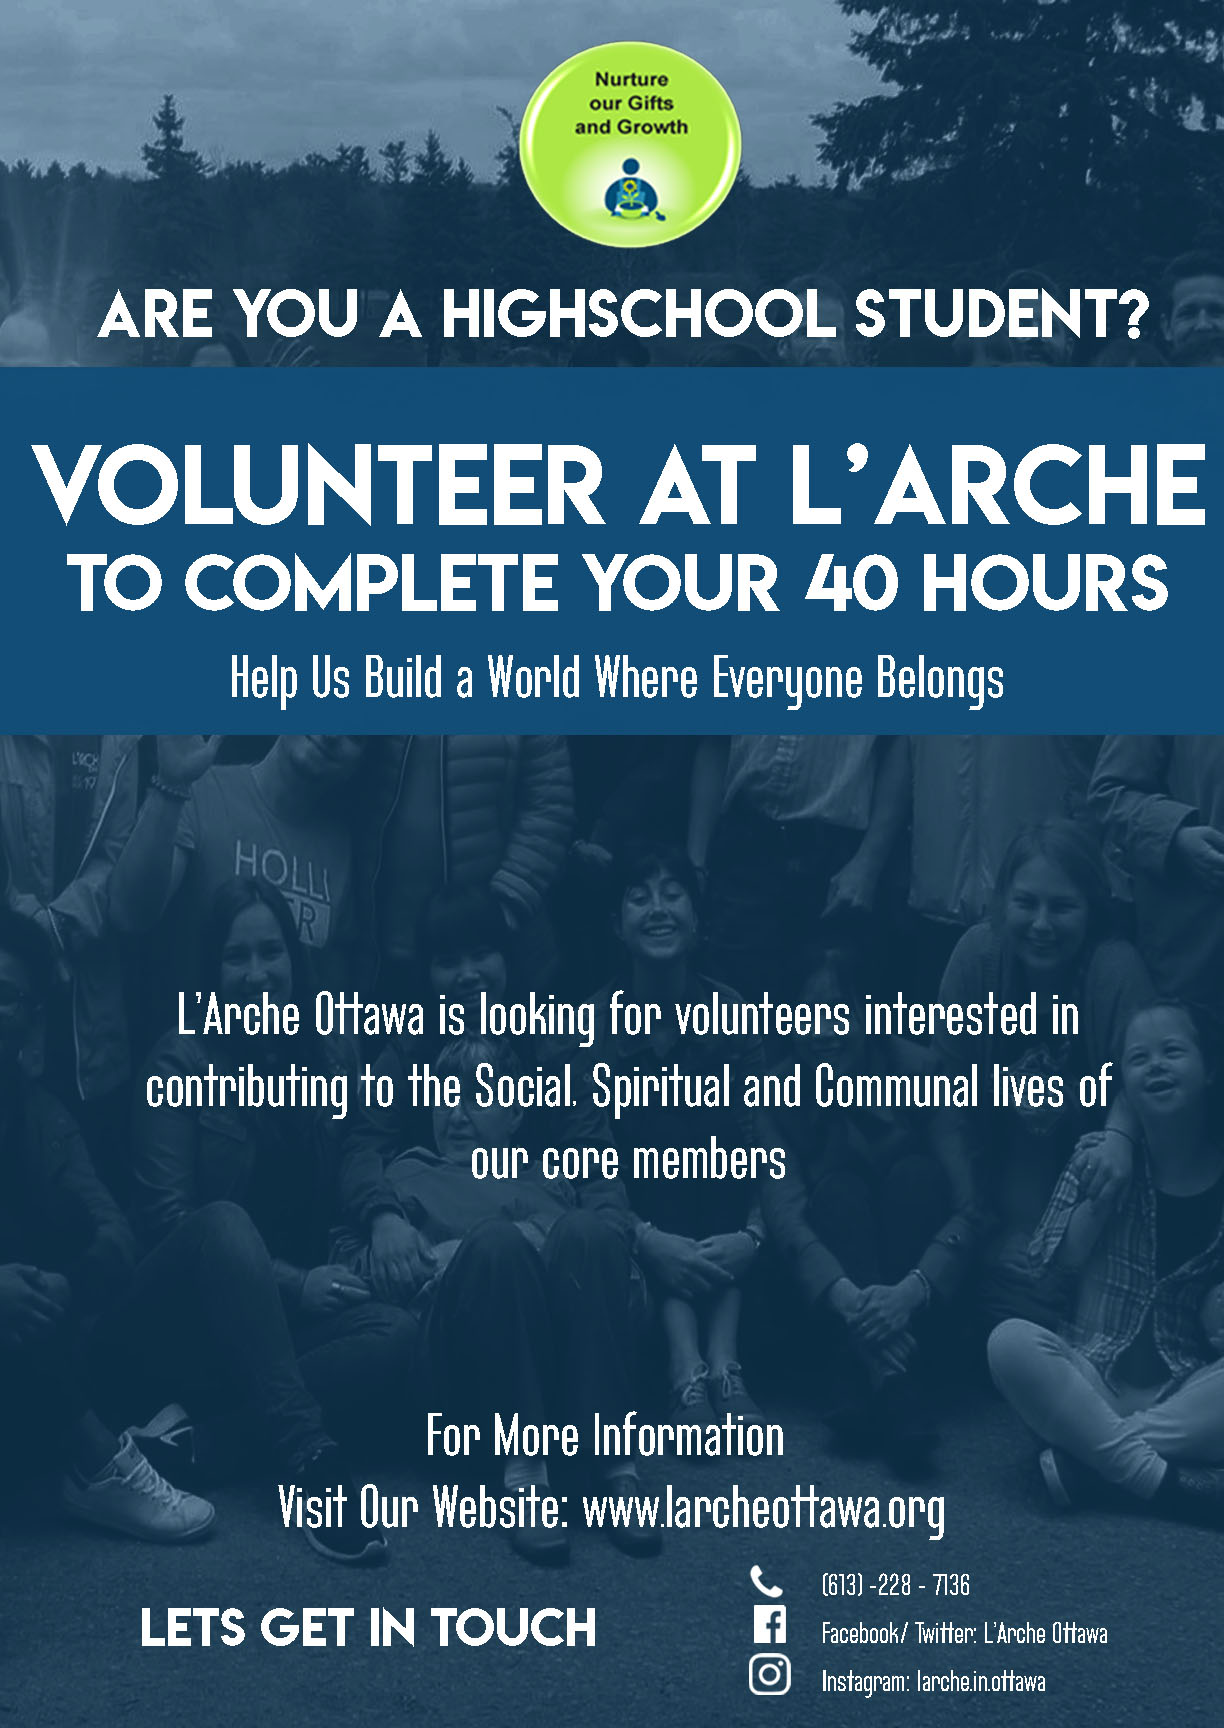 Nurture
our Gifts
and Growth
ARE YOU A HIGHSCHOOL STUDENT?
VOLUNTEER AT L'ARCHE
TO COMPLETE YOUR 40 HOURS
Help Us Build a World Where Everyone Belongs
HOLLI
L'Arche Ottawa is looking for volunteers interested in
contributing to the Social, Spiritual and Communal lives of
our core members
For More Information
Visit Our Website: www.larcheottawa.org
LETS GET IN TOUCH
(613) -228 - 7136
Facebook/ Twitter: L'Arche Ottawa
Instagram: larche.in.ottawa